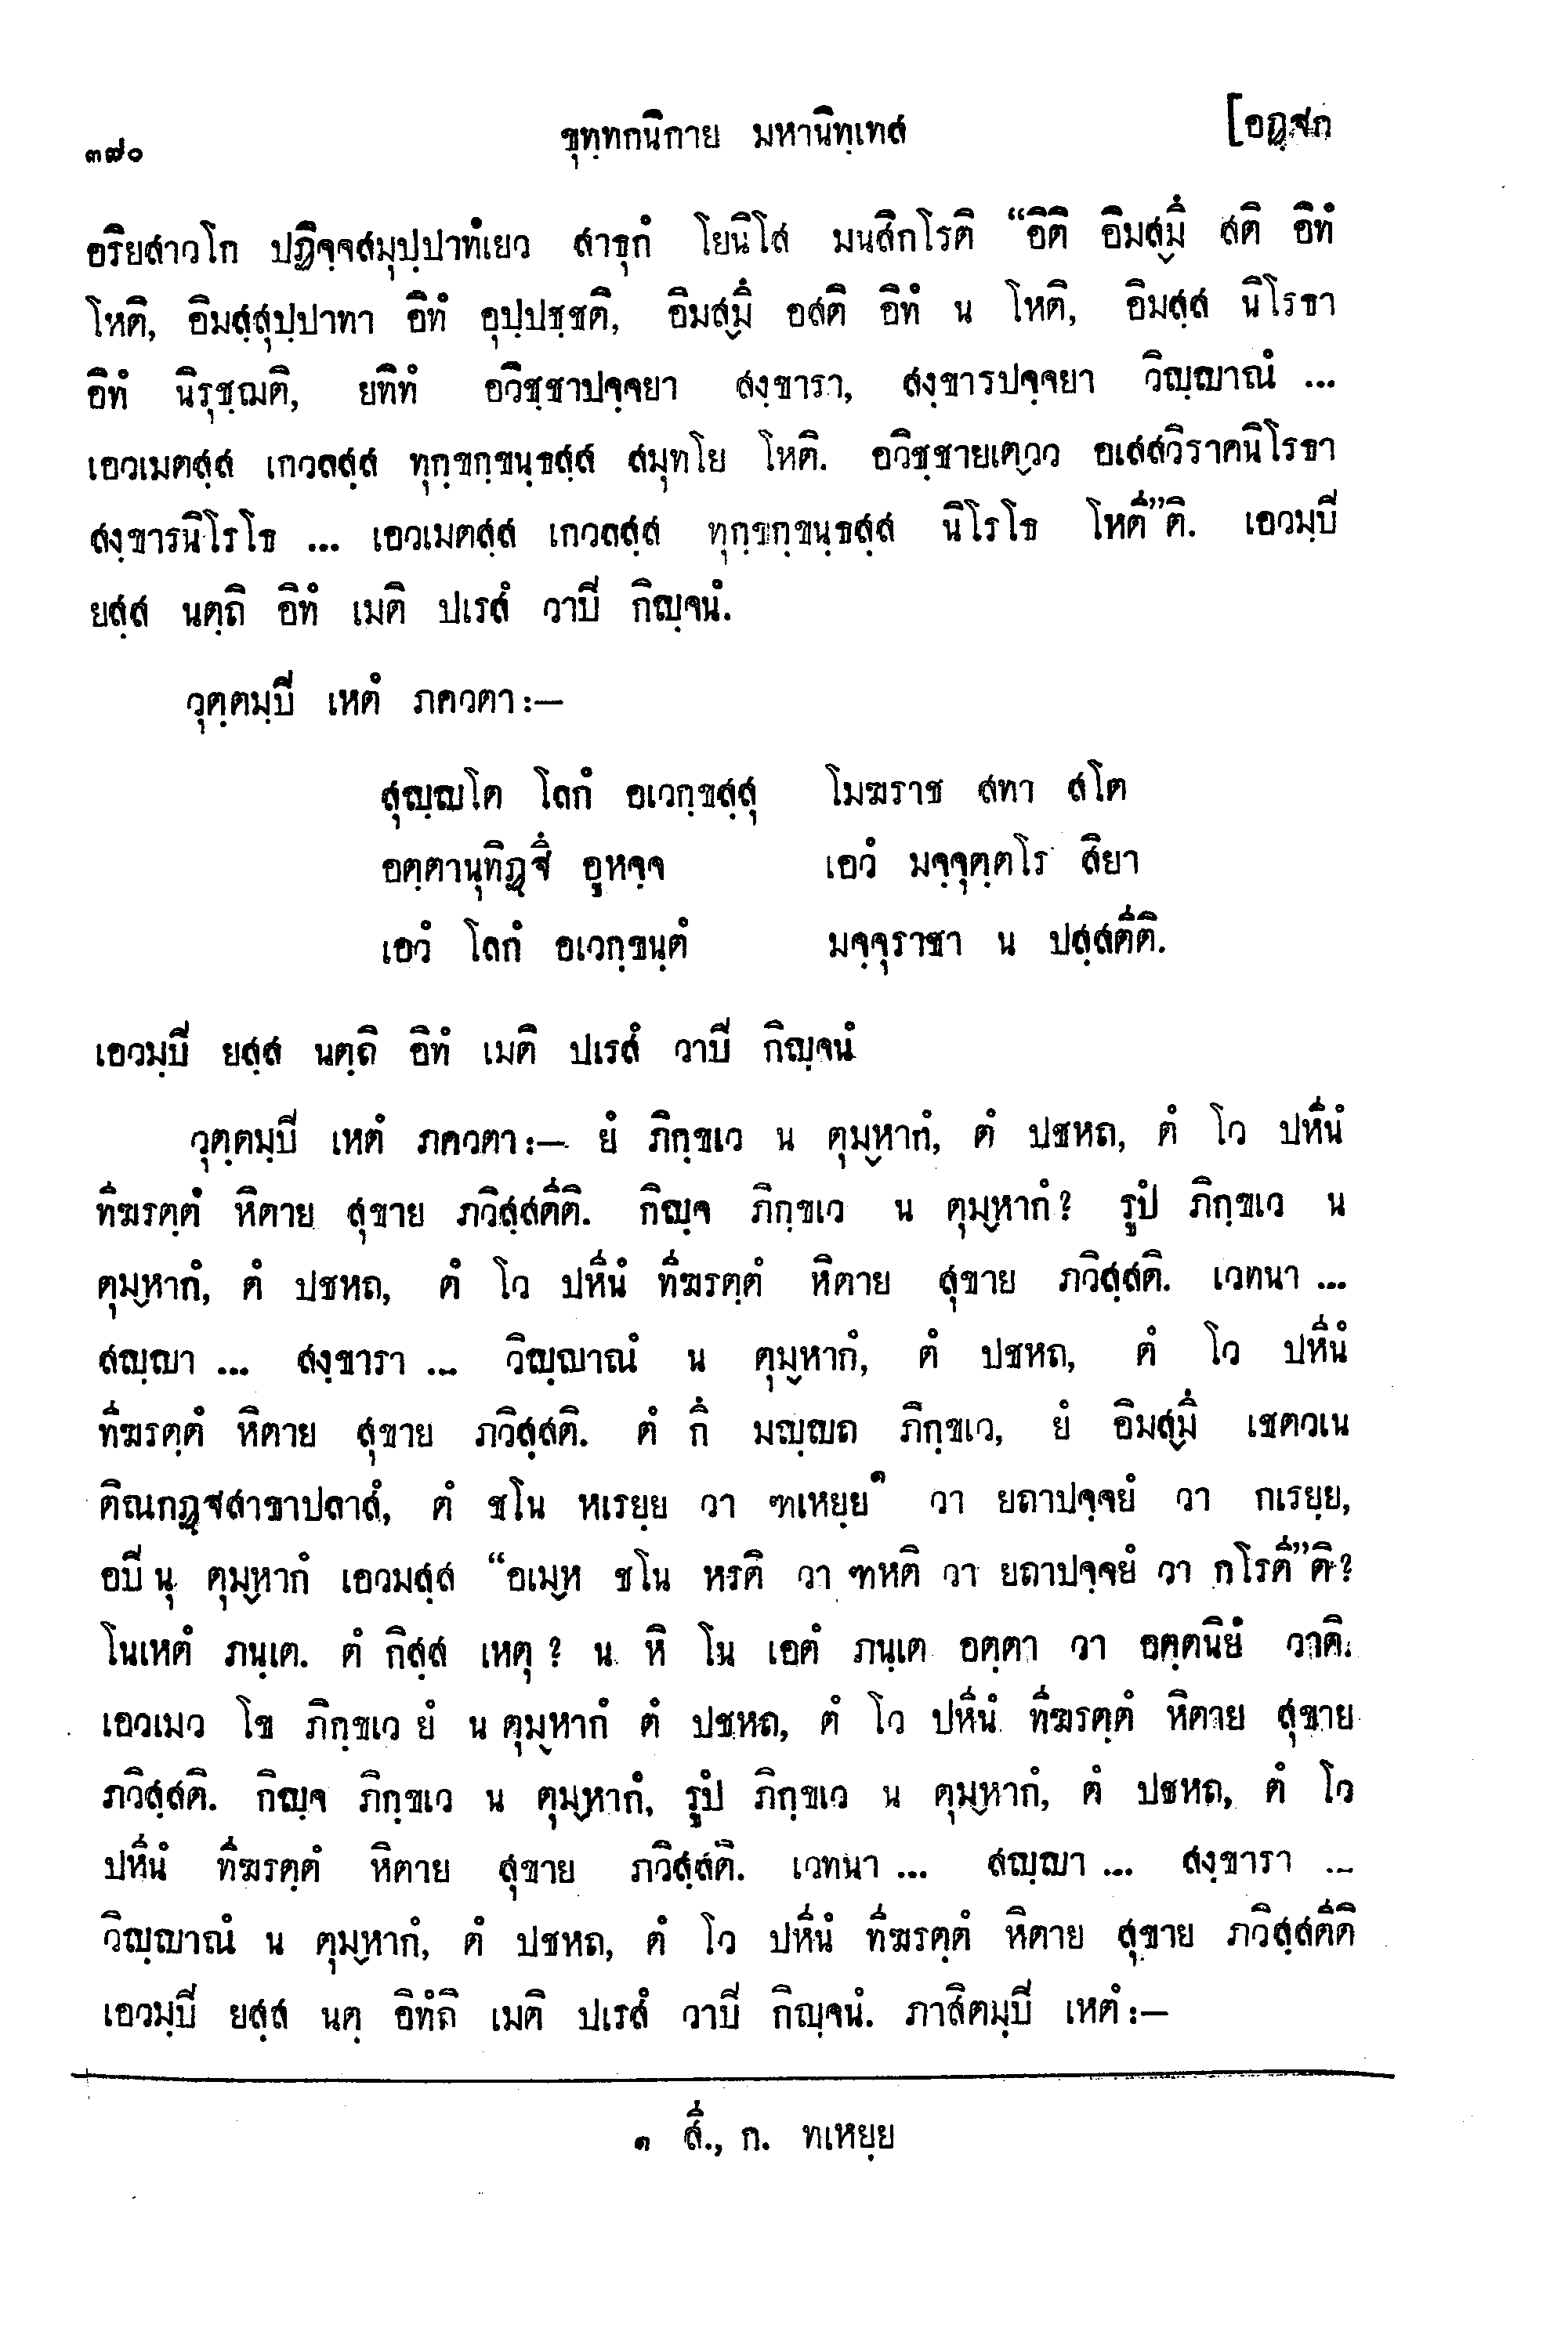 ๓๙๐ ขุทฺทกนิกาย มหานิทฺเทส [อฏฺฐก
อริยสาวโก ปฏิจฺจสมุปฺปาทํเยว สาธุกํ โยนิโส มนสิกโรติ “อิติ อิมสฺมึ สติ อิทํ
โหติ, อิมสฺสุปฺปาทา อิทํ อุปฺปชฺชติ, อิมสฺมึ อสติ อิทํ น โหติ, อิมสฺส นิโรธา
อิทํ นิรุชฺฌติ, ยทิทํ อวิชฺชาปจฺจยา สงฺขารา, สงฺขารปจฺจยา วิญฺญาณํ ...
เอวเมตสฺส เกวลสฺส ทุกฺขกฺขนฺธสฺส สมุทโย โหติ. อวิชฺชายเตฺวว อเสสวิราคนิโรธา
สงฺขารนิโรโธ ... เอวเมตสฺส เกวลสฺส ทุกฺขกฺขนฺธสฺส นิโรโธ โหตี”ติ. เอวมฺปิ
ยสฺส นตฺถิ อิทํ เมติ ปเรสํ วาปิ กิญฺจนํ.
วุตฺตมฺปิ เหตํ ภควตา :—
สุญฺญโต โลกํ อเวกฺขสฺสุ โมฆราช สทา สโต
อตฺตานุทิฏฺฐึ อูหจฺจ เอวํ มจฺจุตฺตโร สิยา
เอวํ โลกํ อเวกฺขนฺตํ มจฺจุราชา น ปสฺสตีติ.
เอวมฺปิ ยสฺส นตฺถิ อิทํ เมติ ปเรสํ วาปิ กิญฺจนํ
วุตฺตมฺปิ เหตํ ภควตา :— ยํ ภิกฺขเว น ตุมฺหากํ, ตํ ปชหถ, ตํ โว ปหีนํ
ทีฆรตฺตํ หิตาย สุขาย ภวิสฺสตีติ. กิญฺจ ภิกฺขเว น ตุมฺหากํ ? รูปํ ภิกฺขเว น
ตุมฺหากํ, ตํ ปชหถ, ตํ โว ปหีนํ ทีฆรตฺตํ หิตาย สุขาย ภวิสฺสติ. เวทนา ...
สญฺญา ... สงฺขารา ... วิญฺญาณํ น ตุมฺหากํ, ตํ ปชหถ, ตํ โว ปหีนํ
ทีฆรตฺตํ หิตาย สุขาย ภวิสฺสติ. ตํ กึ มญฺญถ ภิกฺขเว, ยํ อิมสฺมึ เชตวเน
ติณกฏฺฐสาขาปลาสํ, ตํ ชโน หเรยฺย วา ฑเหยฺย๑ วา ยถาปจฺจยํ วา กเรยฺย,
อปิ นุ ตุมฺหากํ เอวมสฺส “อเมฺห ชโน หรติ วา ฑหติ วา ยถาปจฺจยํ วา กโรตี”ติ ?
โนเหตํ ภนฺเต. ตํ กิสฺส เหตุ ? น หิ โน เอตํ ภนฺเต อตฺตา วา อตฺตนิยํ วาติ.
เอวเมว โข ภิกฺขเว ยํ น ตุมฺหากํ ตํ ปชหถ, ตํ โว ปหีนํ ทีฆรตฺตํ หิตาย สุขาย
ภวิสฺสติ. กิญฺจ ภิกฺขเว น ตุมฺหากํ, รูปํ ภิกฺขเว น ตุมฺหากํ, ตํ ปชหถ, ตํ โว
ปหีนํ ทีฆรตฺตํ หิตาย สุขาย ภวิสฺสติ. เวทนา ... สญฺญา ... สงฺขารา ...
วิญฺญาณํ น ตุมฺหากํ, ตํ ปชหถ, ตํ โว ปหีนํ ทีฆรตฺตํ หิตาย สุขาย ภวิสฺสตีติ
เอวมฺปิ ยสฺส นตฺ อิทํถิ เมติ ปเรสํ วาปิ กิญฺจนํ. ภาสิตมฺปิ เหตํ :—
๑ สี., ก. ทเหยฺย